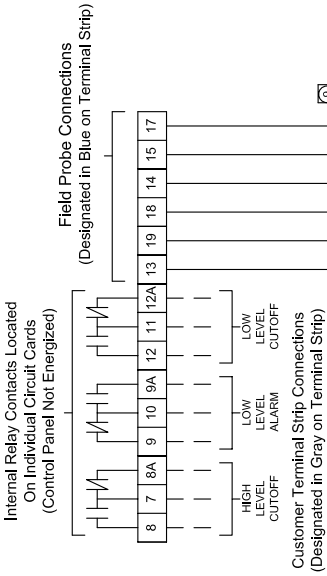 Internal Relay Contacts Located
On Individual Circuit Cards
(Control Panel Not Energized)
Field Probe Connections
(Designated in Blue on Terminal Strip)
8 7 8A 9 10 9A 12 11 12A 13 19 18 14 15 17
HIGH
LEVEL
CUTOFF
LOW
LEVEL
ALARM
LOW
LEVEL
CUTOFF
Customer Terminal Strip Connections
(Designated in Gray on Terminal Strip)